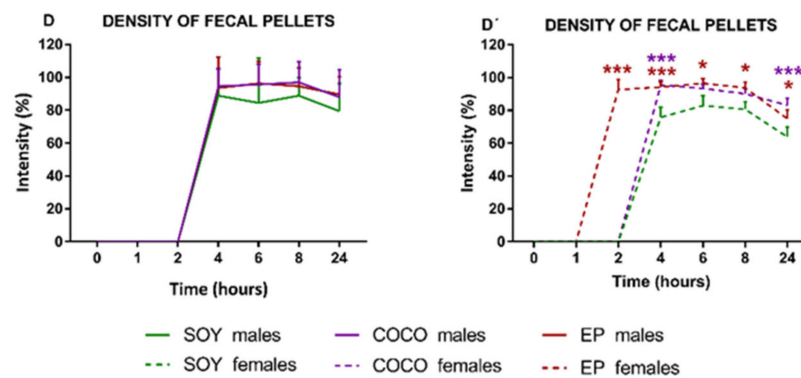 D DENSITY OF FECAL PELLETS
120
100
80
60
40
20
0
Intensity (%)
0 1 2 4 6 8 24
Time (hours)
D´ DENSITY OF FECAL PELLETS
120
100
80
60
40
20
0
Intensity (%)
*** *** *** * * *** *
0 1 2 4 6 8 24
Time (hours)
SOY males COCO males EP males
SOY females COCO females EP females